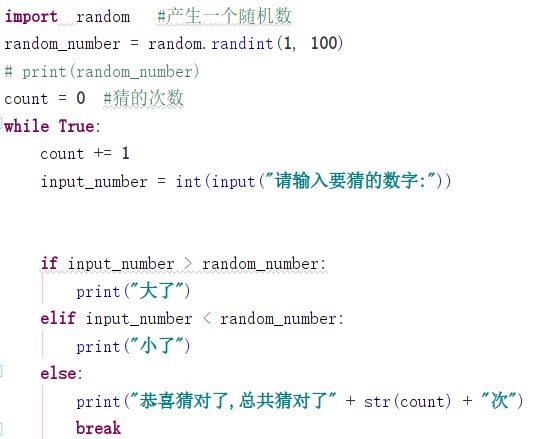 import  random   #产生一个随机数
random_number = random.randint(1, 100)
# print(random_number)
count = 0  #猜的次数
while True:
    count += 1
    input_number = int(input("请输入要猜的数字:"))
    if input_number > random_number:
        print("大了")
    elif input_number < random_number:
        print("小了")
    else:
        print("恭喜猜对了,总共猜对了" + str(count) + "次")
        break